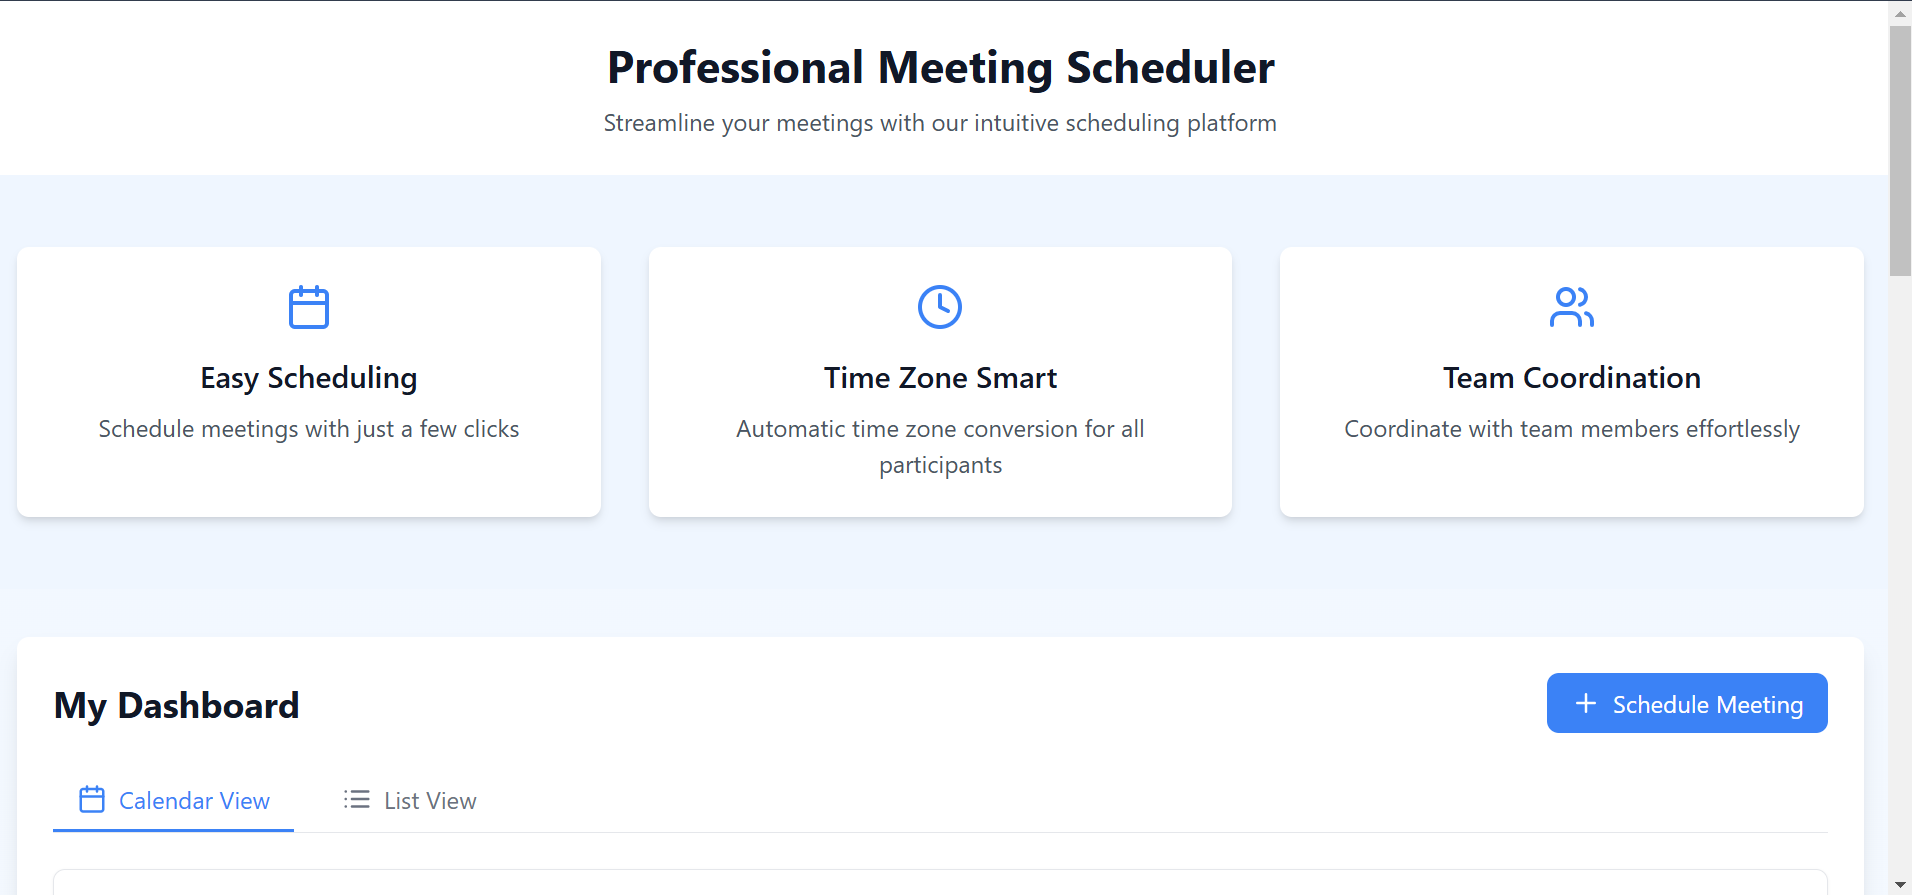 Professional Meeting Scheduler
Streamline your meetings with our intuitive scheduling platform
Easy Scheduling
Schedule meetings with just a few clicks
Time Zone Smart
Automatic time zone conversion for all
participants
Team Coordination
Coordinate with team members effortlessly
My Dashboard
Schedule Meeting
Calendar View
List View